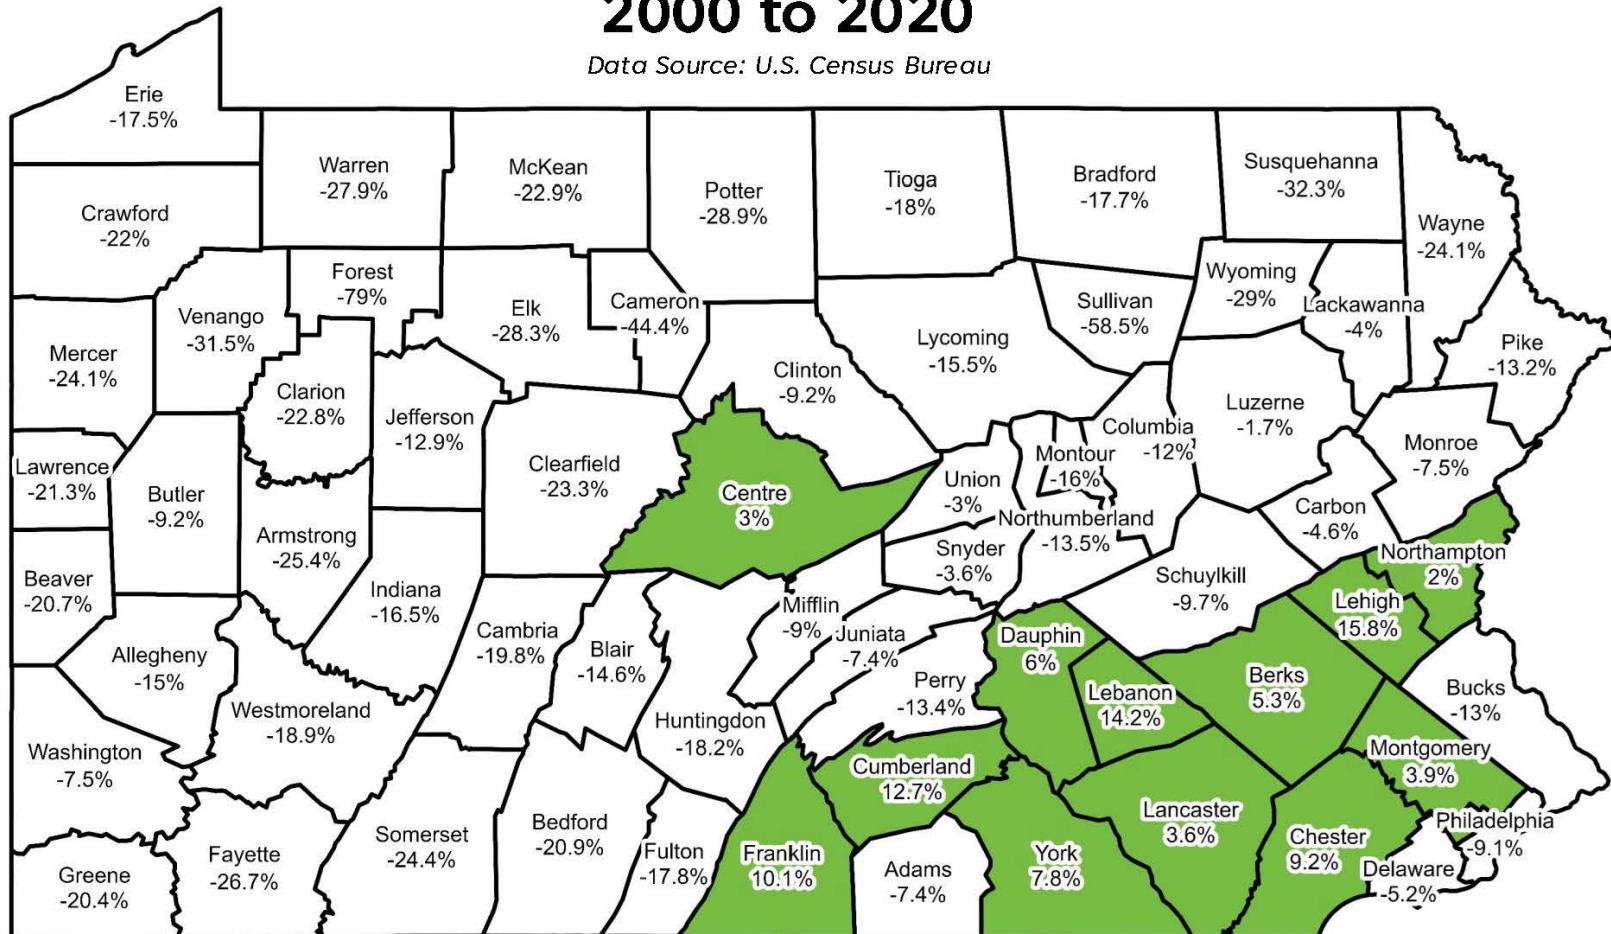 2000 to 2020
Data Source: U.S. Census Bureau
Erie
-17.5%
Warren
-27.9%
McKean
-22.9%
Potter
-28.9%
Tioga
-18%
Bradford
-17.7%
Susquehanna
-32.3%
Wayne
-24.1%
Crawford
-22%
Forest
-79%
Venango
-31.5%
Elk
-28.3%
Cameron
-44.4%
Sullivan
-58.5%
Wyoming
-29%
Lackawanna
-4%
Lycoming
-15.5%
Pike
-13.2%
Mercer
-24.1%
Clarion
-22.8%
Jefferson
-12.9%
Clinton
-9.2%
Luzerne
-1.7%
Columbia
-12%
Monroe
-7.5%
Lawrence
-21.3%
Butler
-9.2%
Clearfield
-23.3%
Centre
3%
Union
-3%
Montour
-16%
Northumberland
-13.5%
Carbon
-4.6%
Armstrong
-25.4%
Snyder
-3.6%
Schuylkill
-9.7%
Northampton
2%
Beaver
-20.7%
Indiana
-16.5%
Lehigh
15.8%
Mifflin
-9%
Juniata
-7.4%
Dauphin
6%
Cambria
-19.8%
Blair
-14.6%
Allegheny
-15%
Perry
-13.4%
Lebanon
14.2%
Berks
5.3%
Bucks
-13%
Westmoreland
-18.9%
Huntingdon
-18.2%
Washington
-7.5%
Cumberland
12.7%
Montgomery
3.9%
Lancaster
3.6%
Philadelphia
-9.1%
Somerset
-24.4%
Bedford
-20.9%
Chester
9.2%
Greene
-20.4%
Fayette
-26.7%
Fulton
-17.8%
Franklin
10.1%
Adams
-7.4%
York
7.8%
Delaware
-5.2%